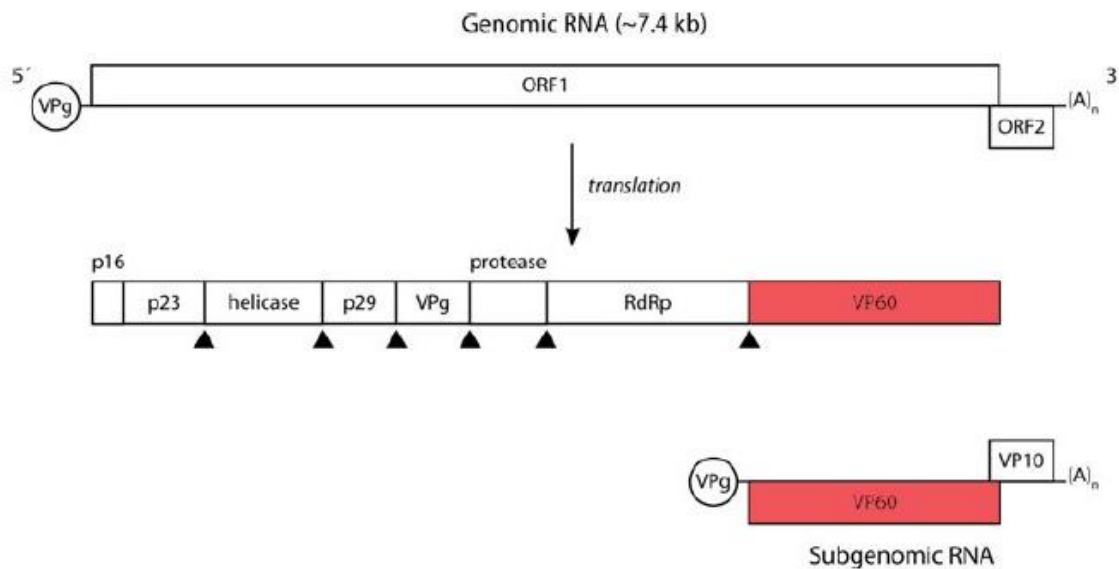 Genomic RNA (~7.4 kb)
5´ ORF1 3
VPg (A)n
ORF2
translation
p16 protease
p23 helicase p29 VPg RdRp VP60
VP10
VPg (A)n
VP60
Subgenomic RNA